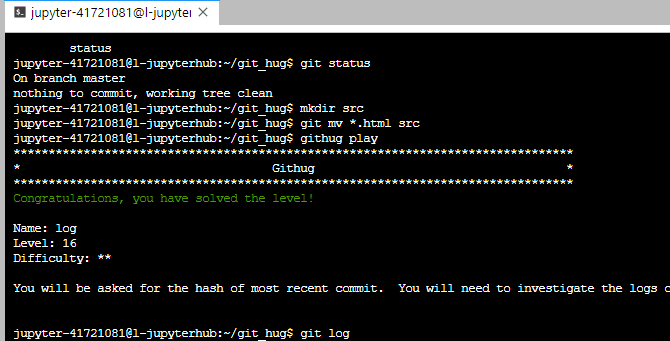 jupyter-41721081@l-jupyter
status
jupyter-41721081@l-jupyterhub:~/git_hug$ git status
On branch master
nothing to commit, working tree clean
jupyter-41721081@l-jupyterhub:~/git_hug$ mkdir src
jupyter-41721081@l-jupyterhub:~/git_hug$ git mv *.html src
jupyter-41721081@l-jupyterhub:~/git_hug$ githug play
********************************************************************************
*                                    Githug                                    *
********************************************************************************
Congratulations, you have solved the level!
Name: log
Level: 16
Difficulty: **
You will be asked for the hash of most recent commit.  You will need to investigate the logs
jupyter-41721081@l-jupyterhub:~/git_hug$ git log